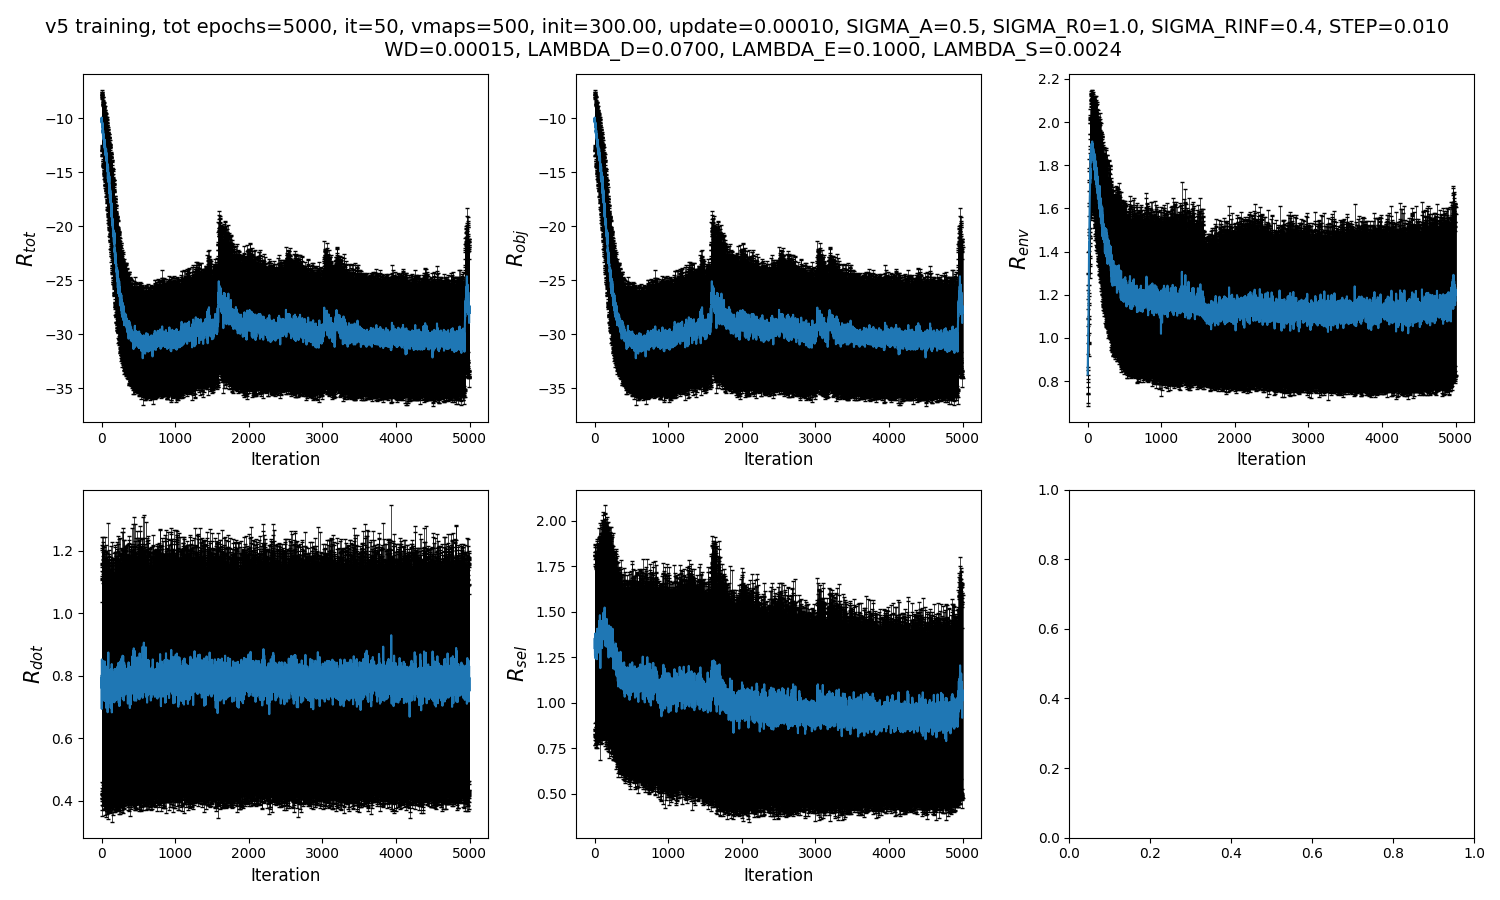 v5 training, tot epochs=5000, it=50, vmaps=500, init=300.00, update=0.00010, SIGMA_A=0.5, SIGMA_R0=1.0, SIGMA_RINF=0.4, STEP=0.010
WD=0.00015, LAMBDA_D=0.0700, LAMBDA_E=0.1000, LAMBDA_S=0.0024
R_tot
−10
−15
−20
−25
−30
−35
0 1000 2000 3000 4000 5000
Iteration
R_obj
−10
−15
−20
−25
−30
−35
0 1000 2000 3000 4000 5000
Iteration
R_env
2.2
2.0
1.8
1.6
1.4
1.2
1.0
0.8
0 1000 2000 3000 4000 5000
Iteration
R_dot
1.2
1.0
0.8
0.6
0.4
0 1000 2000 3000 4000 5000
Iteration
R_sel
2.00
1.75
1.50
1.25
1.00
0.75
0.50
0 1000 2000 3000 4000 5000
Iteration
1.0
0.8
0.6
0.4
0.2
0.0
0.0 0.2 0.4 0.6 0.8 1.0